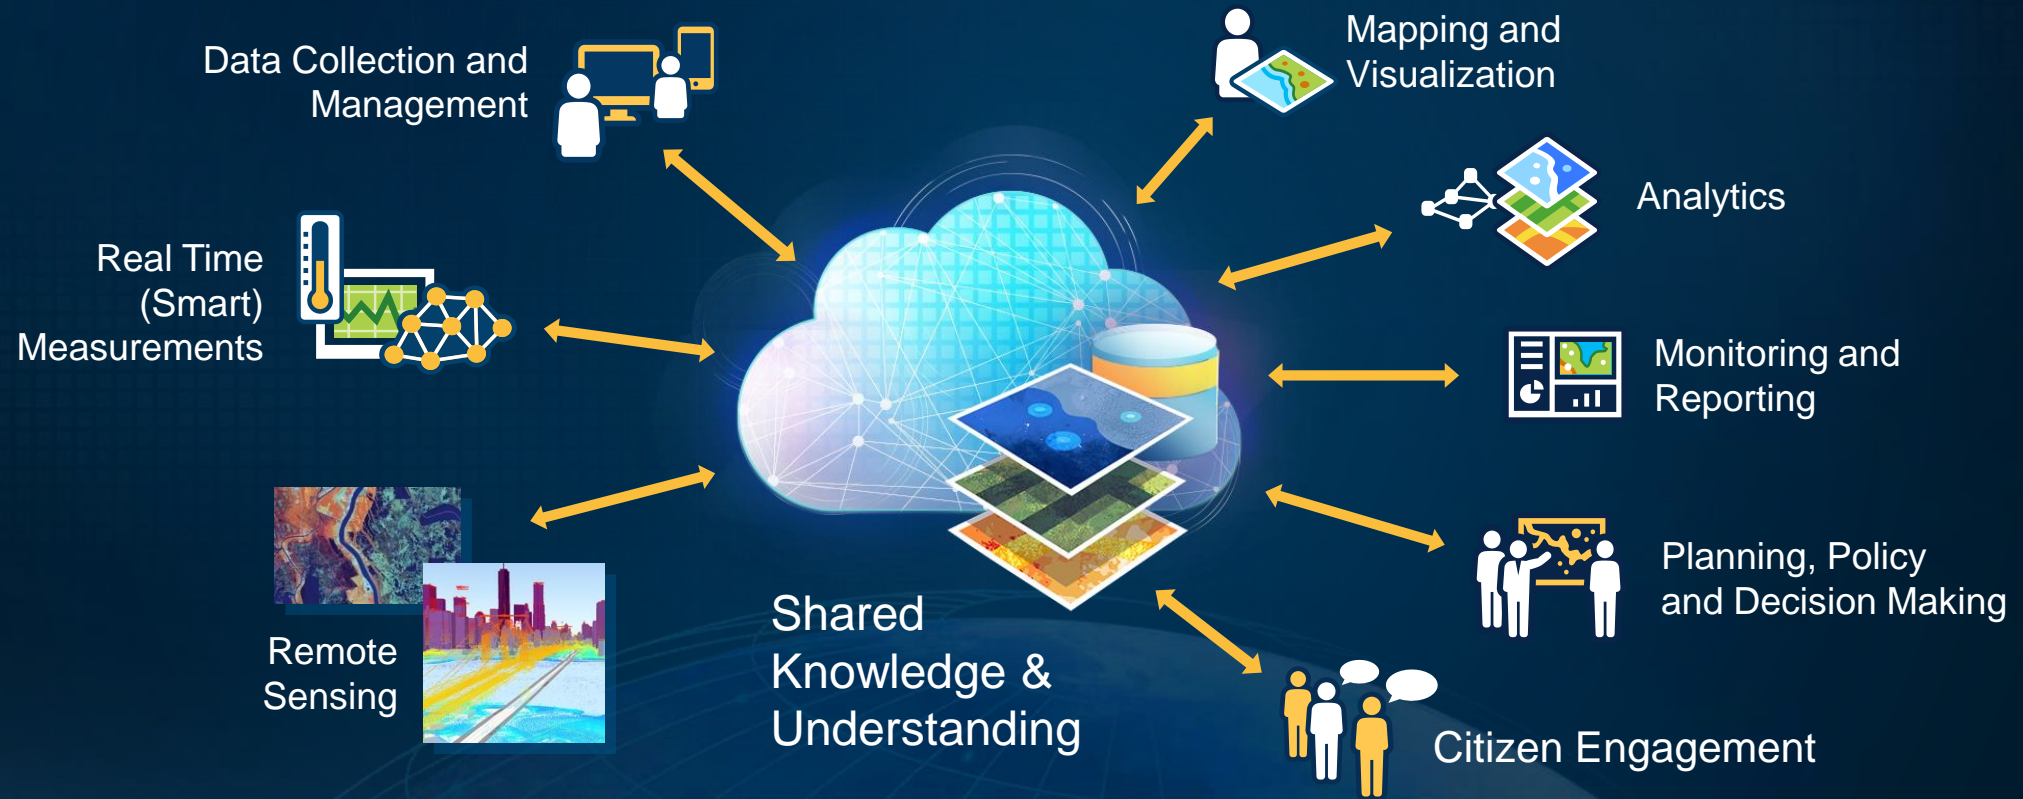 Data Collection and
Management
Real Time
(Smart)
Measurements
Remote
Sensing
Shared
Knowledge &
Understanding
Mapping and
Visualization
Analytics
Monitoring and
Reporting
Planning, Policy
and Decision Making
Citizen Engagement